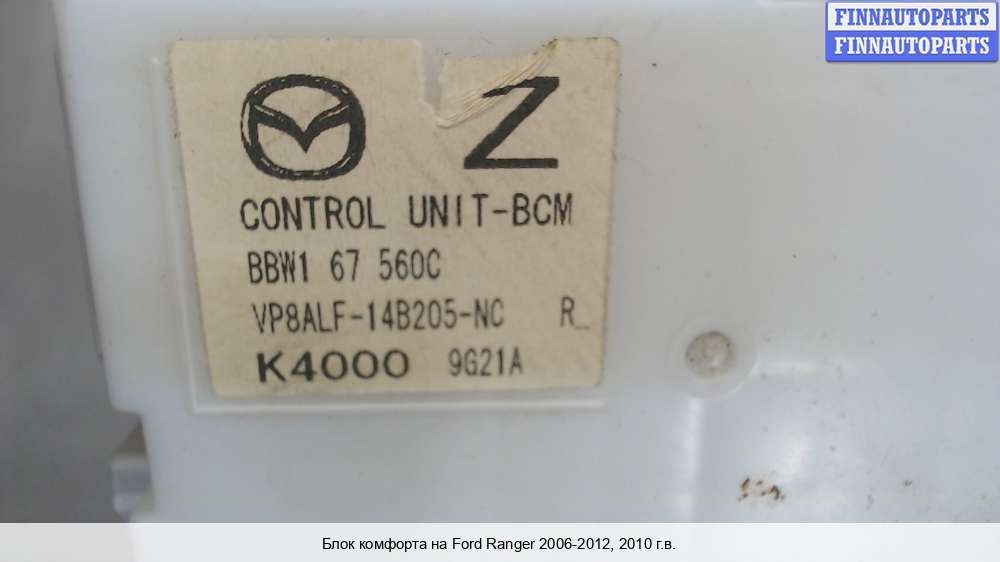 FINNAUTOPARTS
FINNAUTOPARTS
Z
CONTROL UNIT-BCM
BBW1 67 560C
VP8ALF-14B205-NC R_
K4000 9G21A
Блок комфорта на Ford Ranger 2006-2012, 2010 г.в.